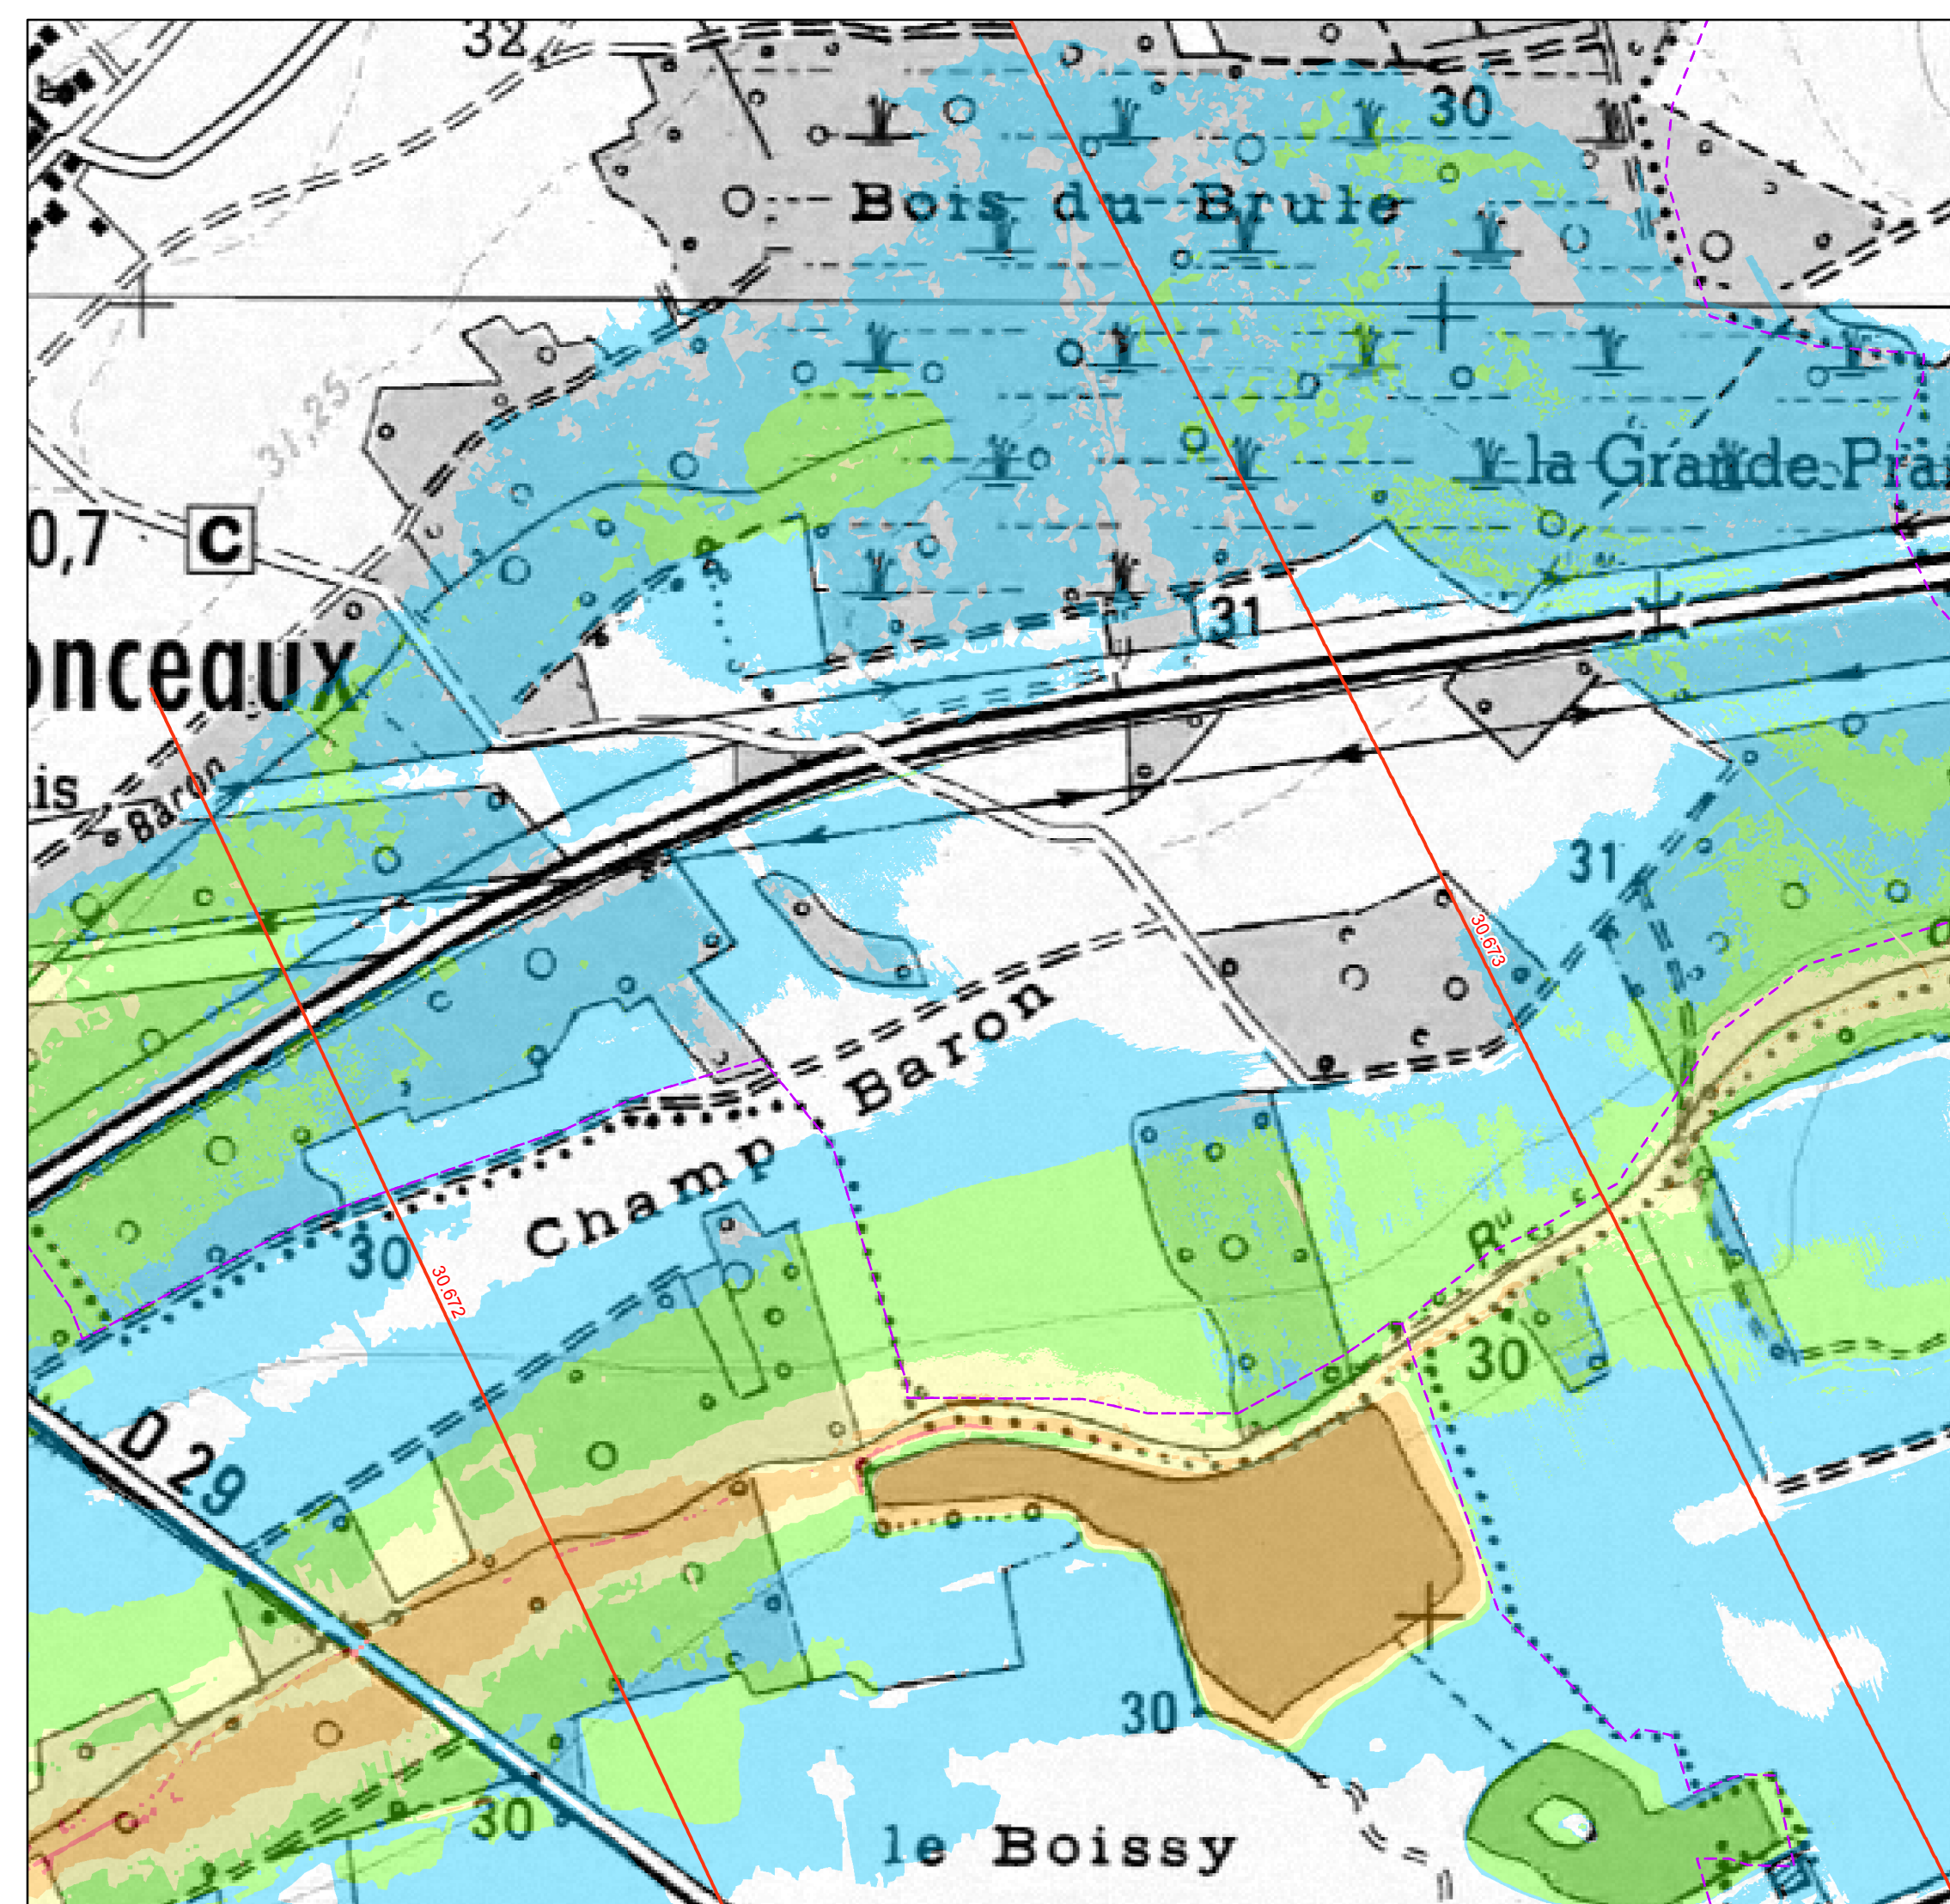 32
30
Bois du Brule
31,25
la Grande Prai
0,7
C
31
onceaux
is
Baron
31
30.673
Baron
Champ
30
30.672
Ru
30
D 29
30
30
le Boissy